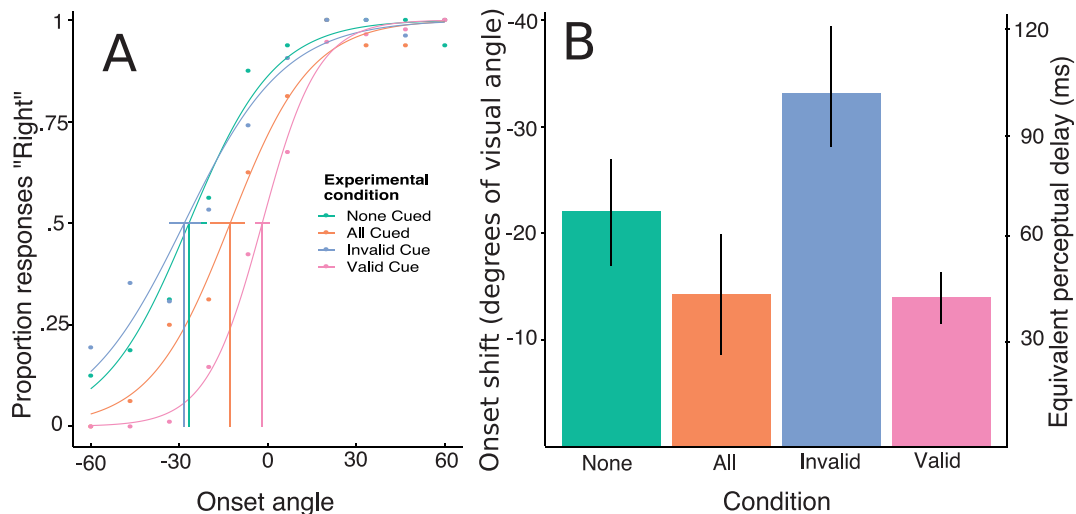 A
Proportion responses "Right"
1
.75
.5
.25
0
-60
-30
0
30
60
Onset angle
Experimental
condition
None Cued
All Cued
Invalid Cue
Valid Cue
B
Onset shift (degrees of visual angle)
-40
-30
-20
-10
None
All
Invalid
Valid
Condition
120
90
60
30
Equivalent perceptual delay (ms)